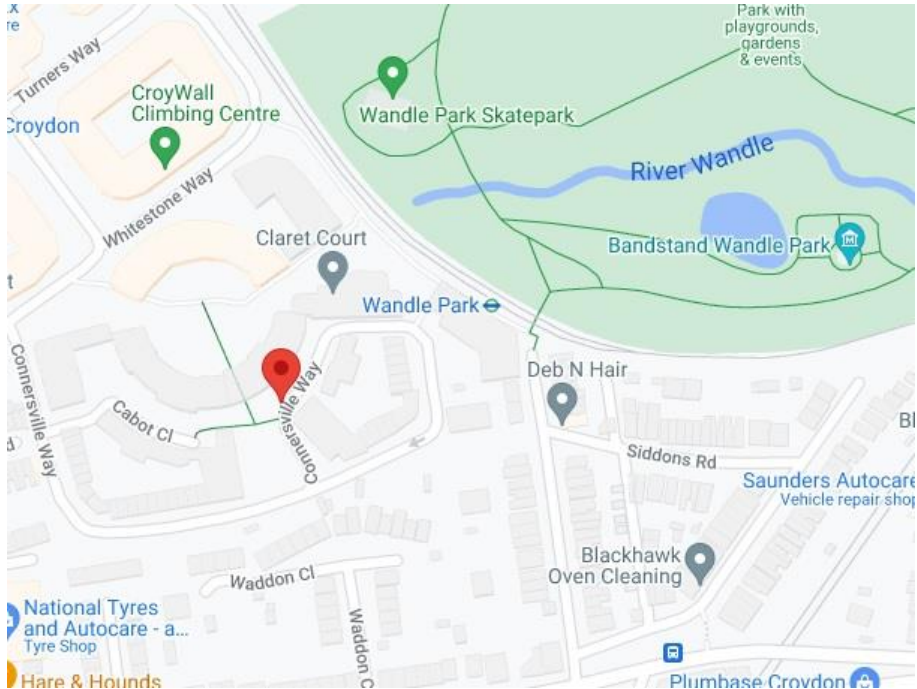 Park with
playgrounds,
gardens
& events
Turners Way
CroyWall
Climbing Centre
Croydon
Wandle Park Skatepark
River Wandle
Whitestone Way
Claret Court
Bandstand Wandle Park
Wandle Park
Connersville Way
Connersville Way
Deb N Hair
Cabot Cl
Siddons Rd
Saunders Autocare
Vehicle repair shop
Blackhawk
Oven Cleaning
Waddon Cl
Waddon C
National Tyres
and Autocare - a...
Tyre Shop
Hare & Hounds
Plumbase Croydon